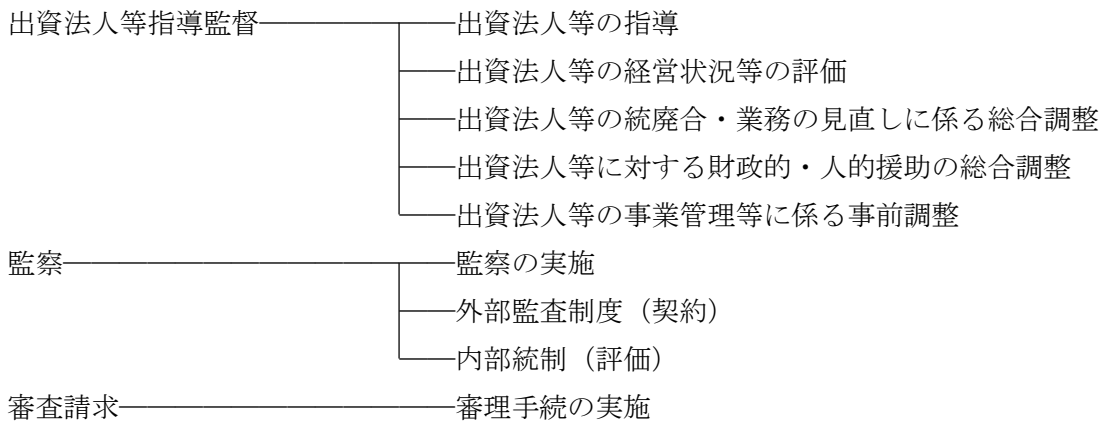 出資法人等指導監督 出資法人等の指導
出資法人等の経営状況等の評価
出資法人等の統廃合・業務の見直しに係る総合調整
出資法人等に対する財政的・人的援助の総合調整
出資法人等の事業管理等に係る事前調整
監察 監察の実施
外部監査制度（契約）
内部統制（評価）
審査請求 審理手続の実施